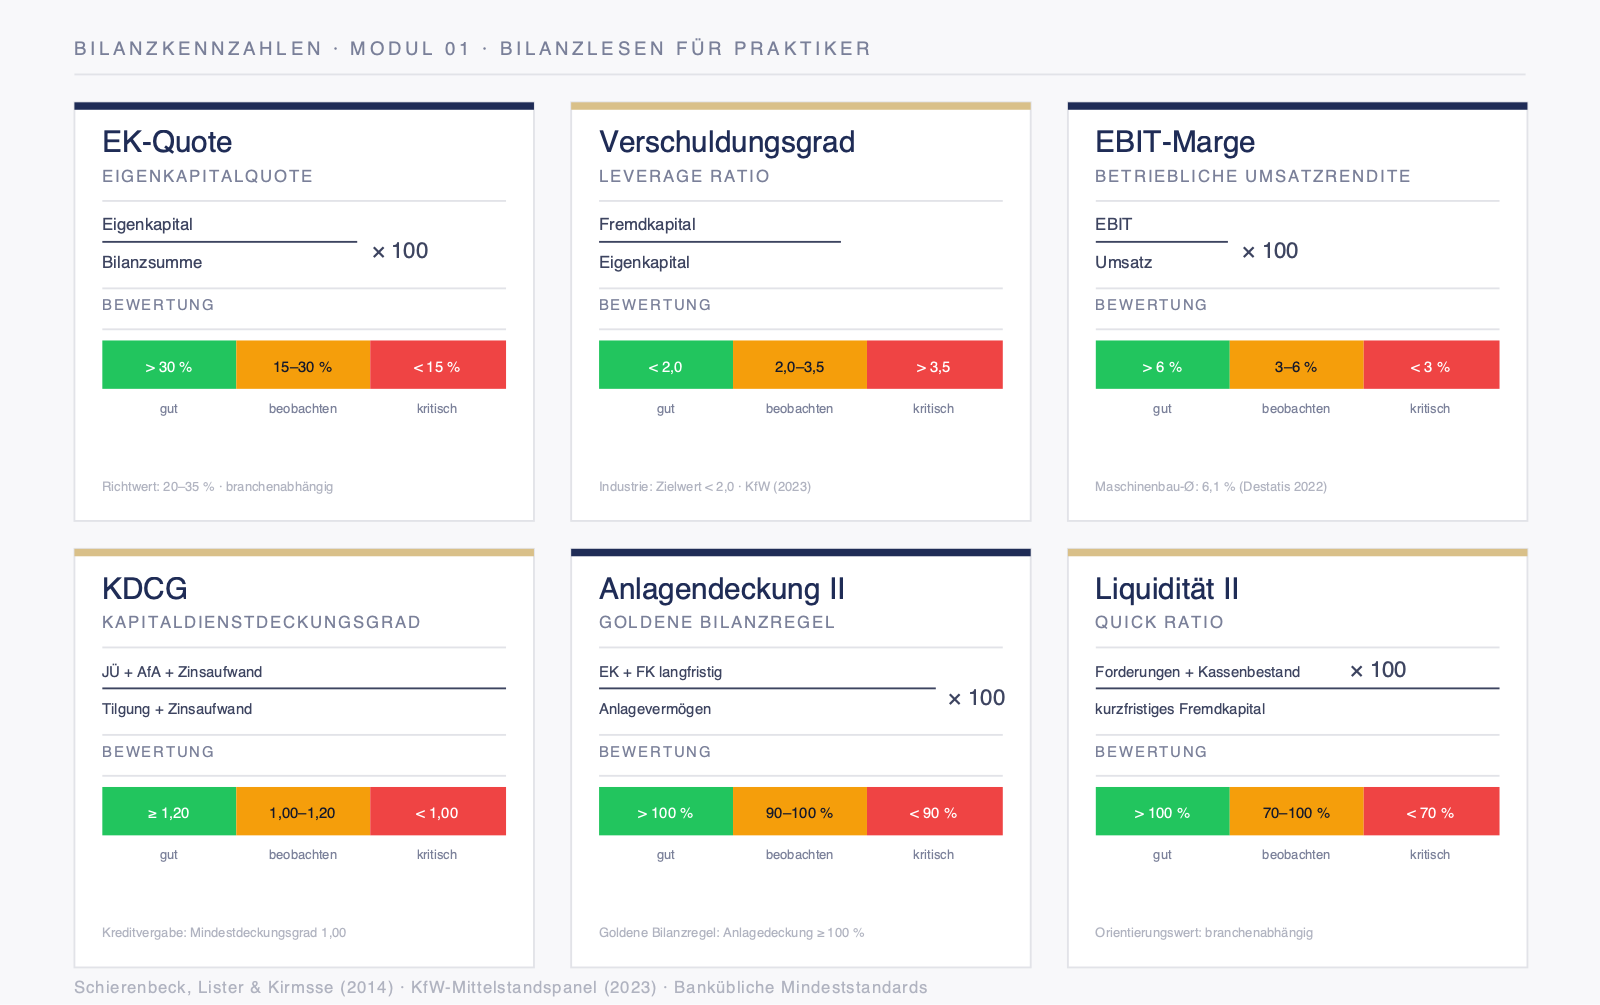 BILANZKENNZAHLEN · MODUL 01 · BILANZLESEN FÜR PRAKTIKER
EK-Quote
EIGENKAPITALQUOTE
Eigenkapital
× 100
Bilanzsumme
BEWERTUNG
> 30 %
15–30 %
< 15 %
gut
beobachten
kritisch
Richtwert: 20–35 % · branchenabhängig
Verschuldungsgrad
LEVERAGE RATIO
Fremdkapital
Eigenkapital
BEWERTUNG
< 2,0
2,0–3,5
> 3,5
gut
beobachten
kritisch
Industrie: Zielwert < 2,0 · KfW (2023)
EBIT-Marge
BETRIEBLICHE UMSATZRENDITE
EBIT
× 100
Umsatz
BEWERTUNG
> 6 %
3–6 %
< 3 %
gut
beobachten
kritisch
Maschinenbau-Ø: 6,1 % (Destatis 2022)
KDCG
KAPITALDIENSTDECKUNGSGRAD
JÜ + AfA + Zinsaufwand
Tilgung + Zinsaufwand
BEWERTUNG
≥ 1,20
1,00–1,20
< 1,00
gut
beobachten
kritisch
Kreditvergabe: Mindestdeckungsgrad 1,00
Anlagendeckung II
GOLDENE BILANZREGEL
EK + FK langfristig
× 100
Anlagevermögen
BEWERTUNG
> 100 %
90–100 %
< 90 %
gut
beobachten
kritisch
Goldene Bilanzregel: Anlagedeckung ≥ 100 %
Liquidität II
QUICK RATIO
Forderungen + Kassenbestand
× 100
kurzfristiges Fremdkapital
BEWERTUNG
> 100 %
70–100 %
< 70 %
gut
beobachten
kritisch
Orientierungswert: branchenabhängig
Schierenbeck, Lister & Kirmsse (2014) · KfW-Mittelstandspanel (2023) · Bankübliche Mindeststandards